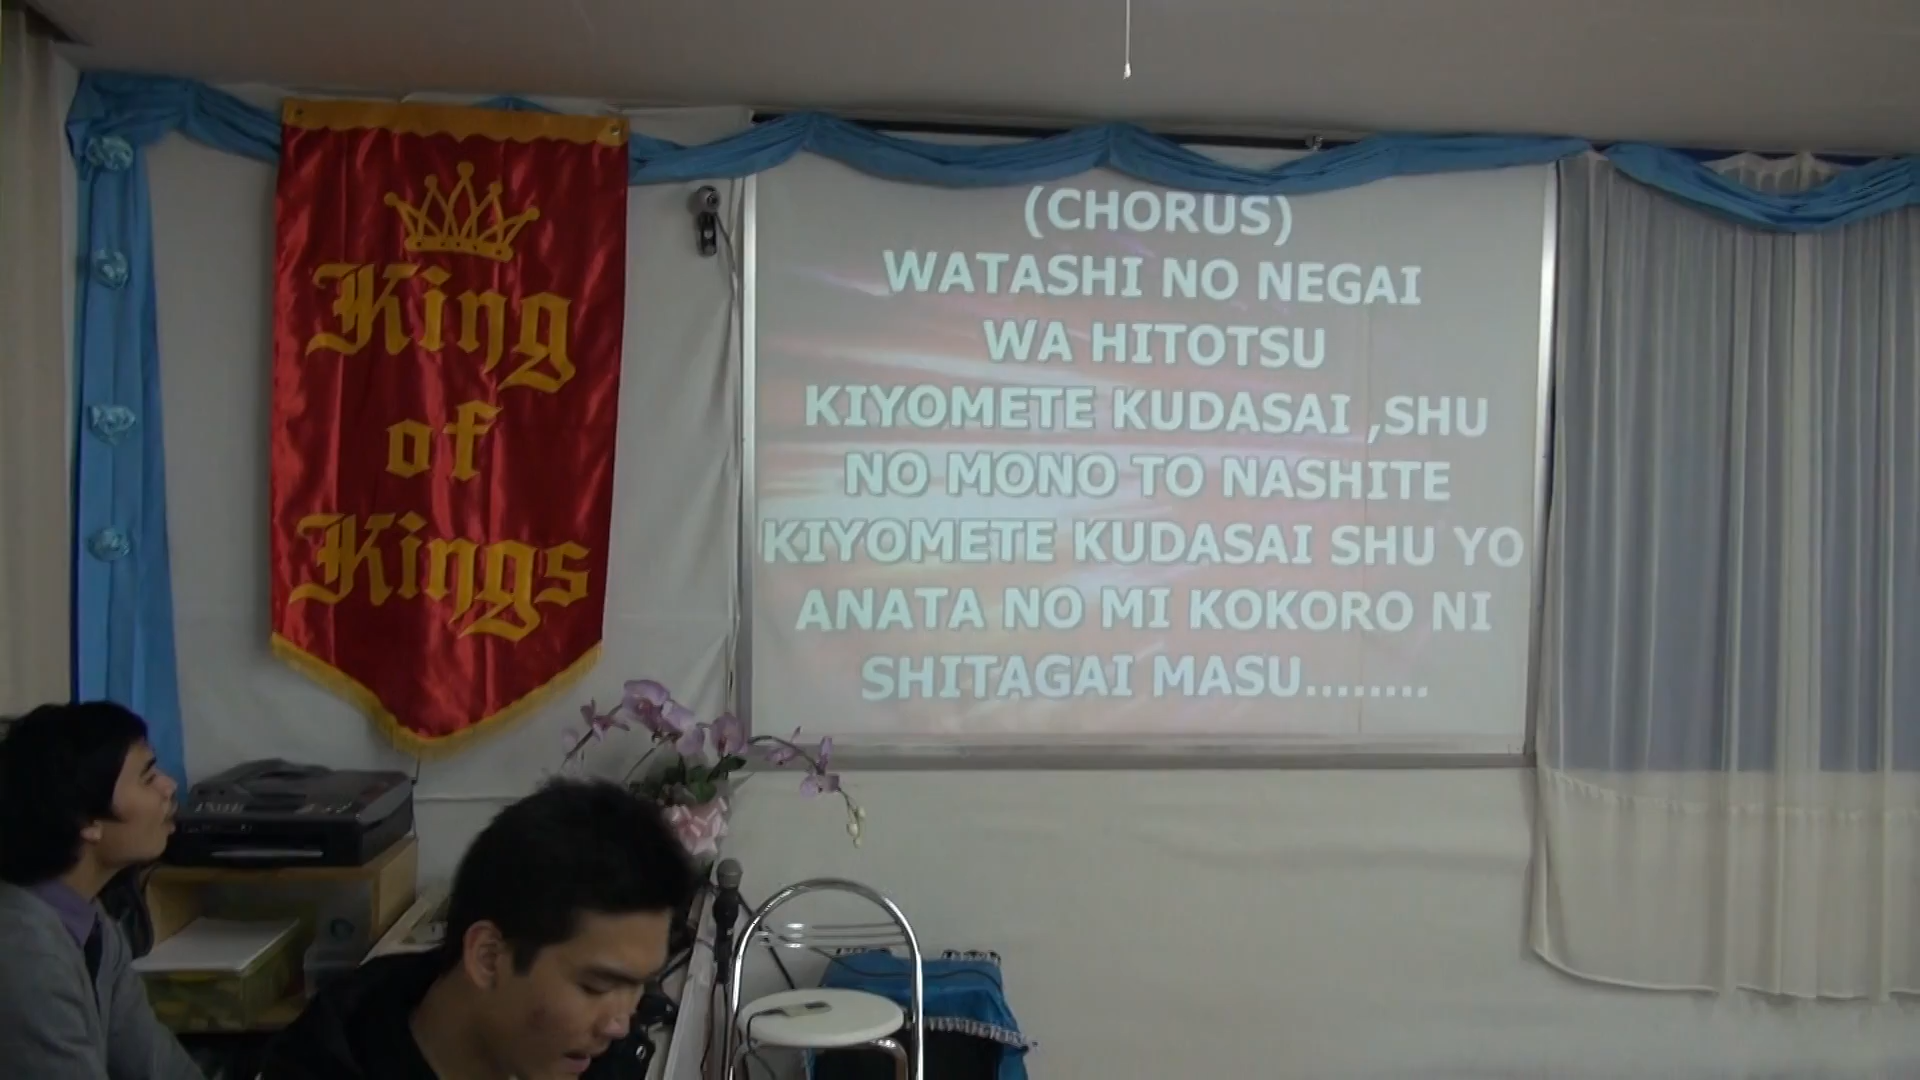 King
of
Kings
(CHORUS)
WATASHI NO NEGAI
WA HITOTSU
KIYOMETE KUDASAI ,SHU
NO MONO TO NASHITE
KIYOMETE KUDASAI SHU YO
ANATA NO MI KOKORO NI
SHITAGAI MASU........